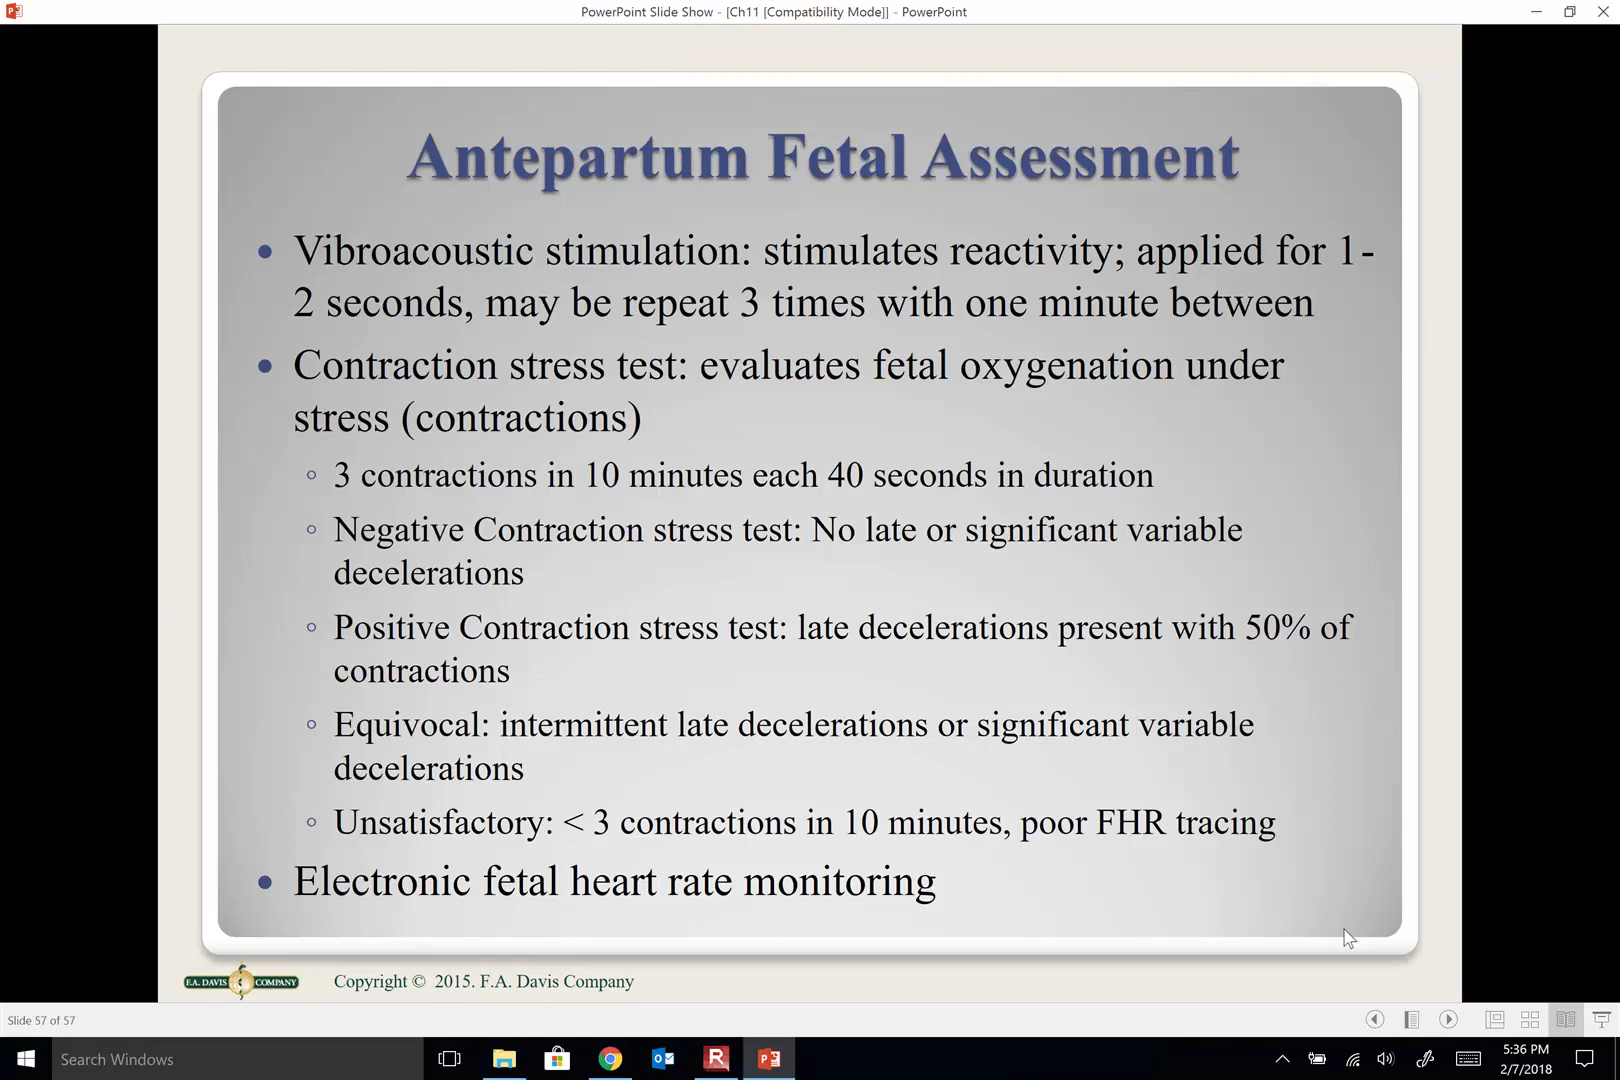 PowerPoint Slide Show - [Ch11 [Compatibility Mode]] - PowerPoint
Antepartum Fetal Assessment
Vibroacoustic stimulation: stimulates reactivity; applied for 1-
2 seconds, may be repeat 3 times with one minute between
Contraction stress test: evaluates fetal oxygenation under
stress (contractions)
3 contractions in 10 minutes each 40 seconds in duration
Negative Contraction stress test: No late or significant variable
decelerations
Positive Contraction stress test: late decelerations present with 50% of
contractions
Equivocal: intermittent late decelerations or significant variable
decelerations
Unsatisfactory: < 3 contractions in 10 minutes, poor FHR tracing
Electronic fetal heart rate monitoring
F.A. DAVIS COMPANY
Copyright © 2015. F.A. Davis Company
Slide 57 of 57
Search Windows
5:36 PM
2/7/2018